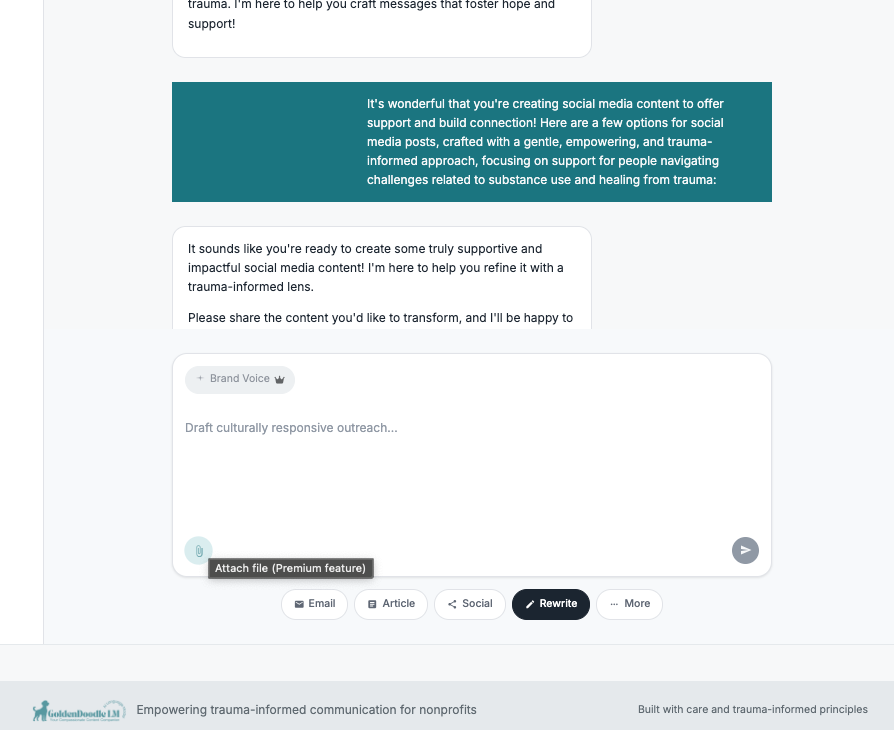 trauma. I'm here to help you craft messages that foster hope and
support!
It's wonderful that you're creating social media content to offer
support and build connection! Here are a few options for social
media posts, crafted with a gentle, empowering, and trauma-
informed approach, focusing on support for people navigating
challenges related to substance use and healing from trauma:
It sounds like you're ready to create some truly supportive and
impactful social media content! I'm here to help you refine it with a
trauma-informed lens.
Please share the content you'd like to transform, and I'll be happy to
+ Brand Voice
Draft culturally responsive outreach...
Attach file (Premium feature)
Email Article Social Rewrite ... More
GoldenDoodleLM
Empowering trauma-informed communication for nonprofits
Built with care and trauma-informed principles